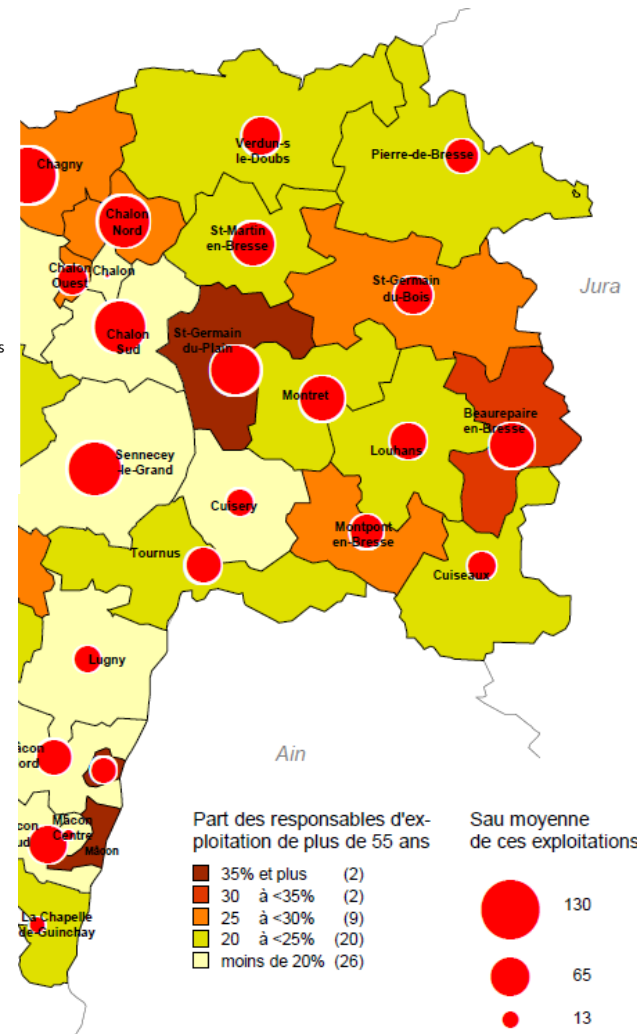 Verdun-s
le-Doubs
Pierre-de-Bresse
Chagny
Chalon
Nord
St-Martin
en-Bresse
Chalon
Ouest
Chalon
St-Germain
du-Bois
Jura
Chalon
Sud
St-Germain
du-Plain
s
Montret
Beaurepaire
en-Bresse
Louhans
Sennecey
-le-Grand
Cuisery
Montpont
en-Bresse
Tournus
Cuiseaux
Lugny
âcon
ord
Ain
Mâcon
Centre
con
ud
Mâcon
La Chapelle
de-Guinchay
Part des responsables d'ex-
ploitation de plus de 55 ans
35% et plus (2)
30 à <35% (2)
25 à <30% (9)
20 à <25% (20)
moins de 20% (26)
Sau moyenne
de ces exploitations
130
65
13